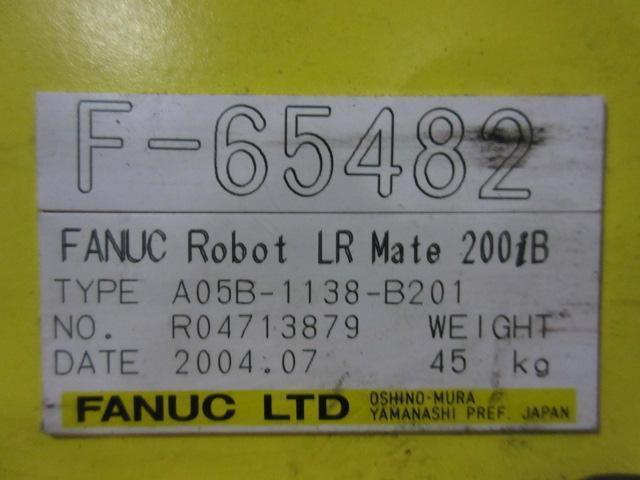 F-65482
FANUC Robot LR Mate 200iB
TYPE A05B-1138-B201
NO. R04713879 WEIGHT
DATE 2004.07 45 kg
FANUC LTD OSHINO-MURA
YAMANASHI PREF. JAPAN